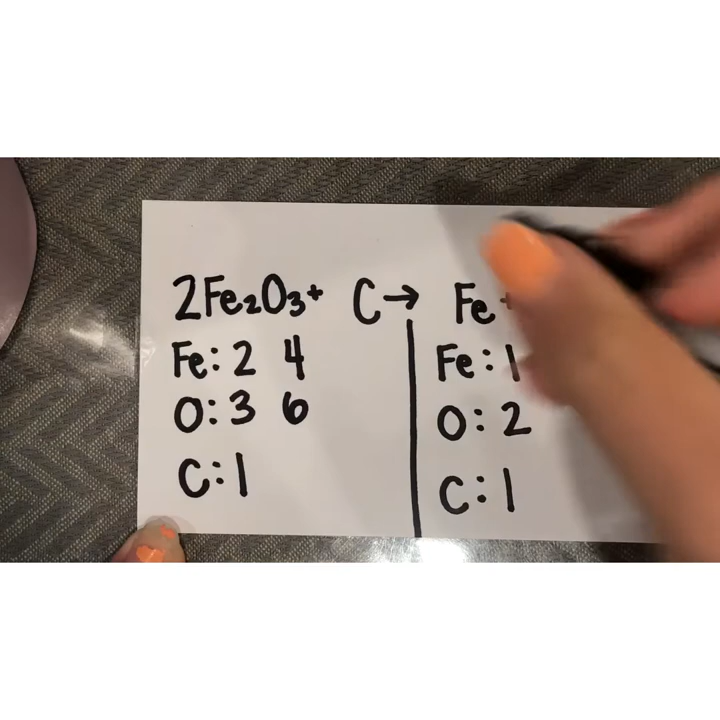 2Fe₂O₃+ C→ Fe+
Fe: 2 4 Fe: 1
O: 3 6 O: 2
C: 1 C: 1